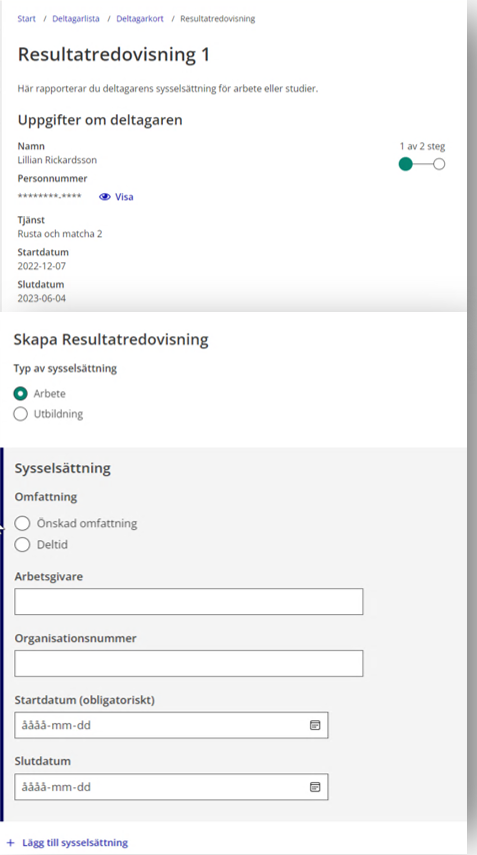 Start / Deltagarlista / Deltagarkort / Resultatredovisning
Resultatredovisning 1
Här rapporterar du deltagarens sysselsättning för arbete eller studier.
Uppgifter om deltagaren
Namn
Lillian Rickardsson
1 av 2 steg
Personnummer
********-**** Visa
Tjänst
Rusta och matcha 2
Startdatum
2022-12-07
Slutdatum
2023-06-04
Skapa Resultatredovisning
Typ av sysselsättning
Arbete
Utbildning
Sysselsättning
Omfattning
Önskad omfattning
Deltid
Arbetsgivare
Organisationsnummer
Startdatum (obligatoriskt)
åååå-mm-dd
Slutdatum
åååå-mm-dd
+ Lägg till sysselsättning